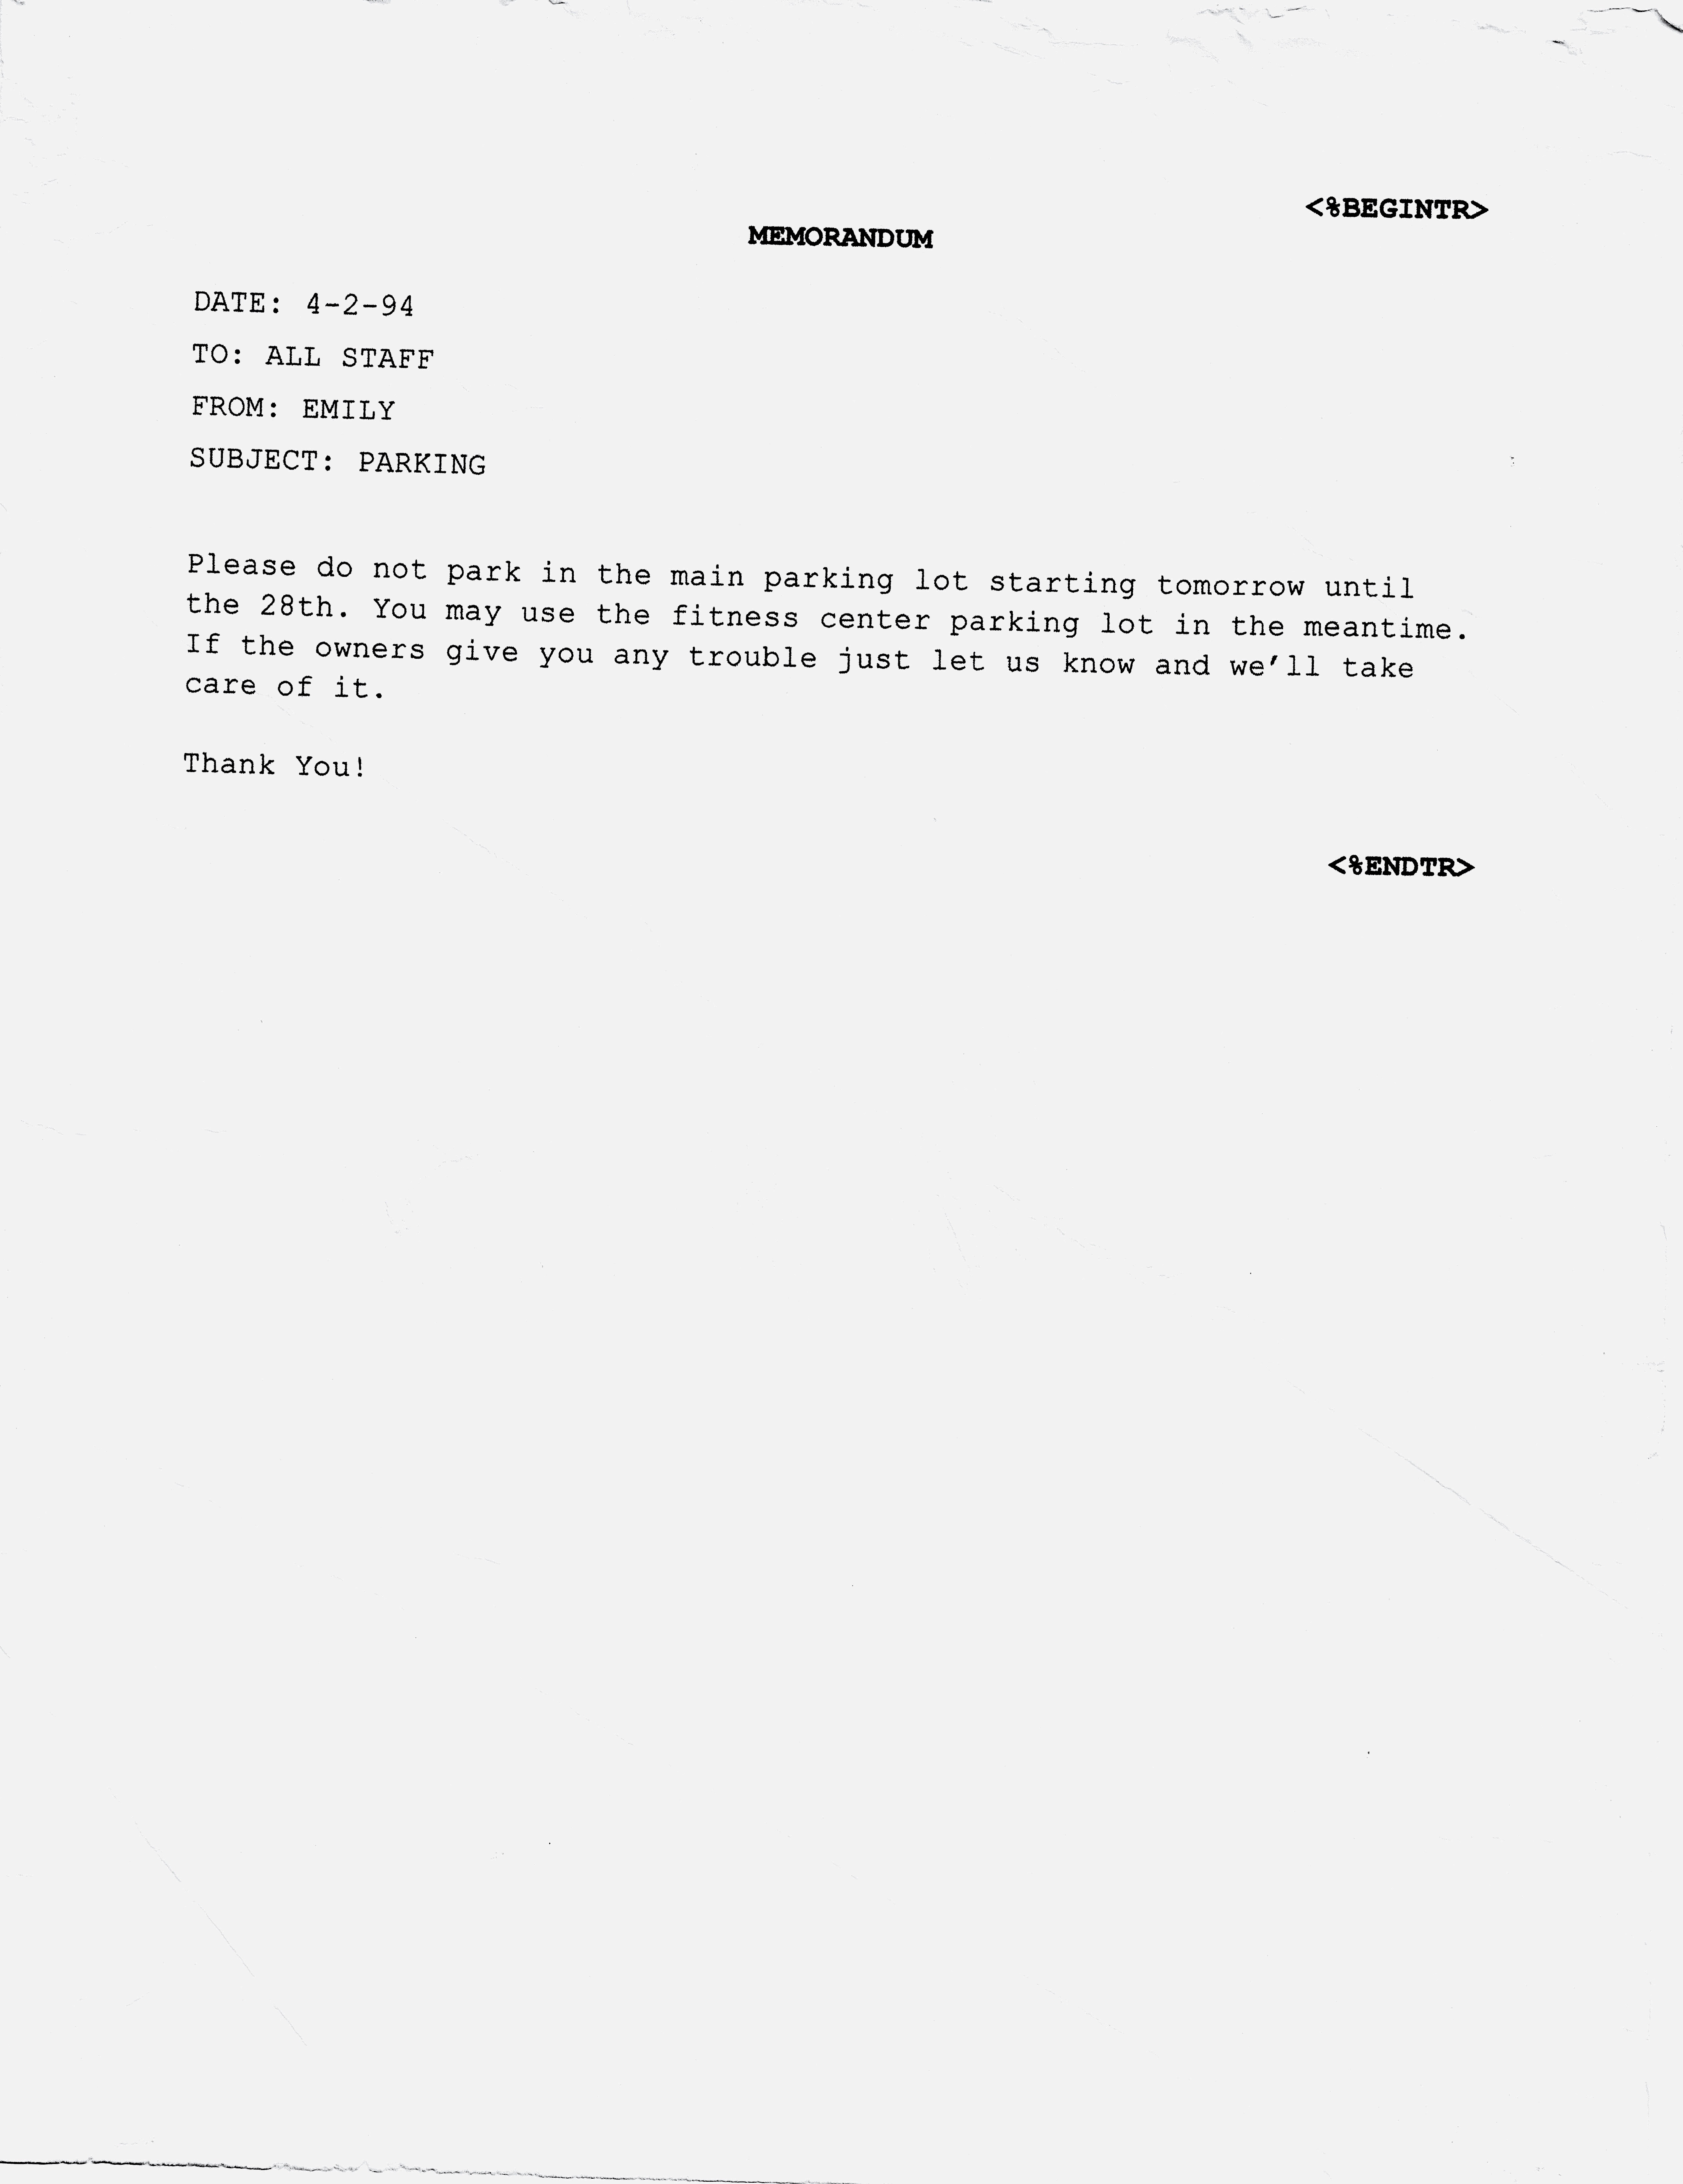 <%BEGINTR>
MEMORANDUM
DATE: 4-2-94
TO: ALL STAFF
FROM: EMILY
SUBJECT: PARKING
Please do not park in the main parking lot starting tomorrow until
the 28th. You may use the fitness center parking lot in the meantime.
If the owners give you any trouble just let us know and we'll take
care of it.
Thank You!
<%ENDTR>